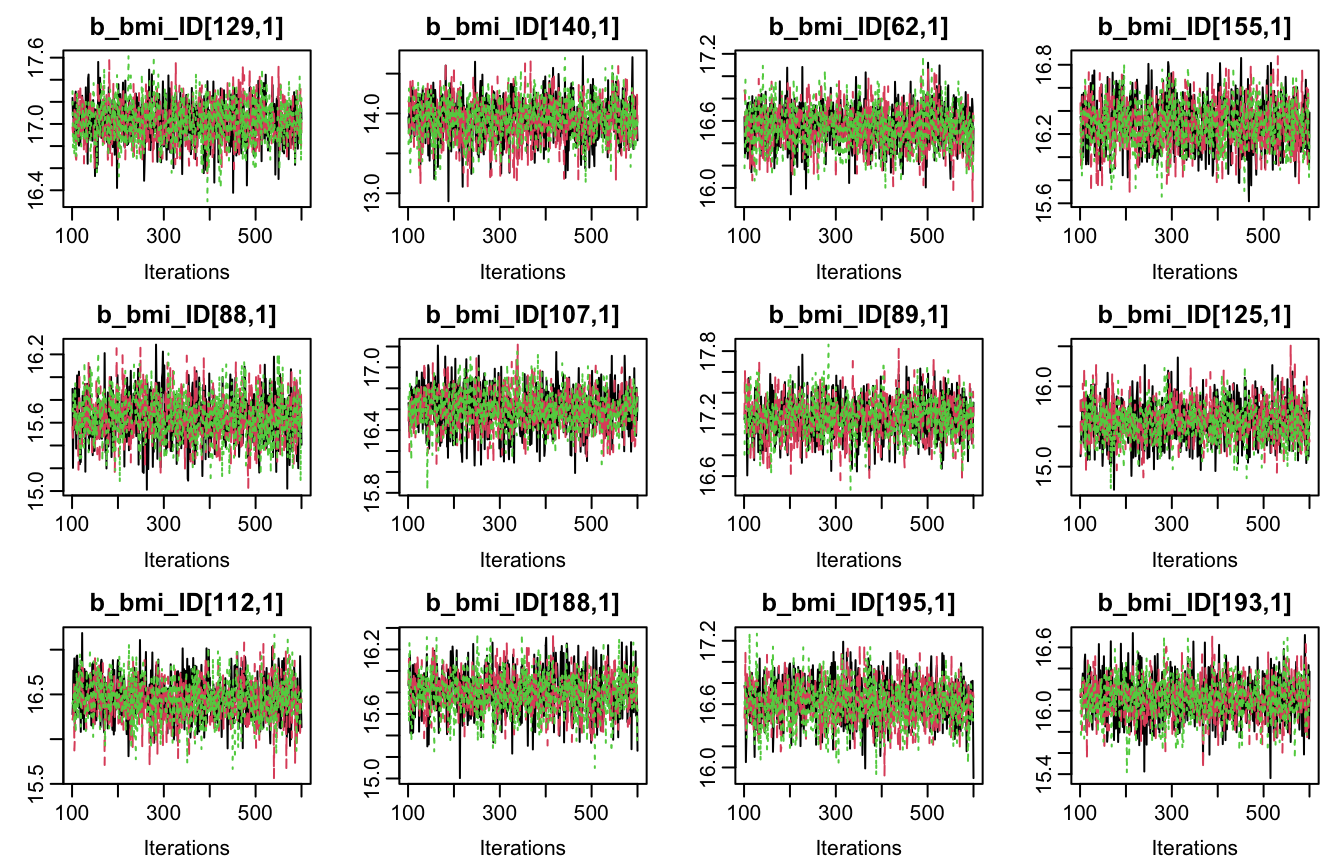 b_bmi_ID[129,1] b_bmi_ID[140,1] b_bmi_ID[62,1] b_bmi_ID[155,1]
16.4 17.0 17.6 13.0 14.0 16.0 16.6 17.2 15.6 16.2 16.8
100 300 500 100 300 500 100 300 500 100 300 500
Iterations Iterations Iterations Iterations
b_bmi_ID[88,1] b_bmi_ID[107,1] b_bmi_ID[89,1] b_bmi_ID[125,1]
15.0 15.6 16.2 15.8 16.4 17.0 16.6 17.2 17.8 15.0 16.0
100 300 500 100 300 500 100 300 500 100 300 500
Iterations Iterations Iterations Iterations
b_bmi_ID[112,1] b_bmi_ID[188,1] b_bmi_ID[195,1] b_bmi_ID[193,1]
15.5 16.5 15.0 15.6 16.2 16.0 16.6 17.2 15.4 16.0 16.6
100 300 500 100 300 500 100 300 500 100 300 500
Iterations Iterations Iterations Iterations